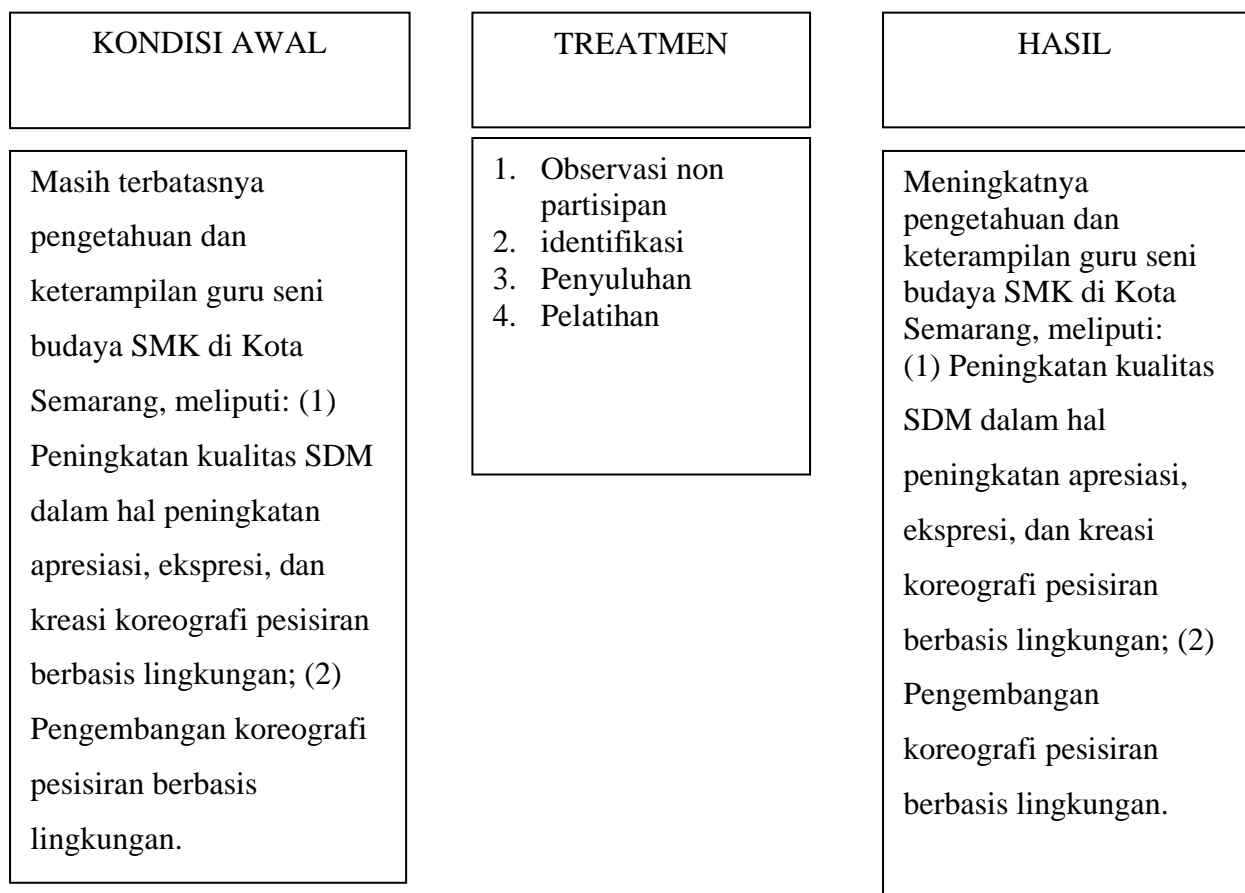 KONDISI AWAL
Masih terbatasnya
pengetahuan dan
keterampilan guru seni
budaya SMK di Kota
Semarang, meliputi: (1)
Peningkatan kualitas SDM
dalam hal peningkatan
apresiasi, ekspresi, dan
kreasi koreografi pesisiran
berbasis lingkungan; (2)
Pengembangan koreografi
pesisiran berbasis
lingkungan.
TREATMEN
1. Observasi non
partisipan
2. identifikasi
3. Penyuluhan
4. Pelatihan
HASIL
Meningkatnya
pengetahuan dan
keterampilan guru seni
budaya SMK di Kota
Semarang, meliputi:
(1) Peningkatan kualitas
SDM dalam hal
peningkatan apresiasi,
ekspresi, dan kreasi
koreografi pesisiran
berbasis lingkungan; (2)
Pengembangan
koreografi pesisiran
berbasis lingkungan.